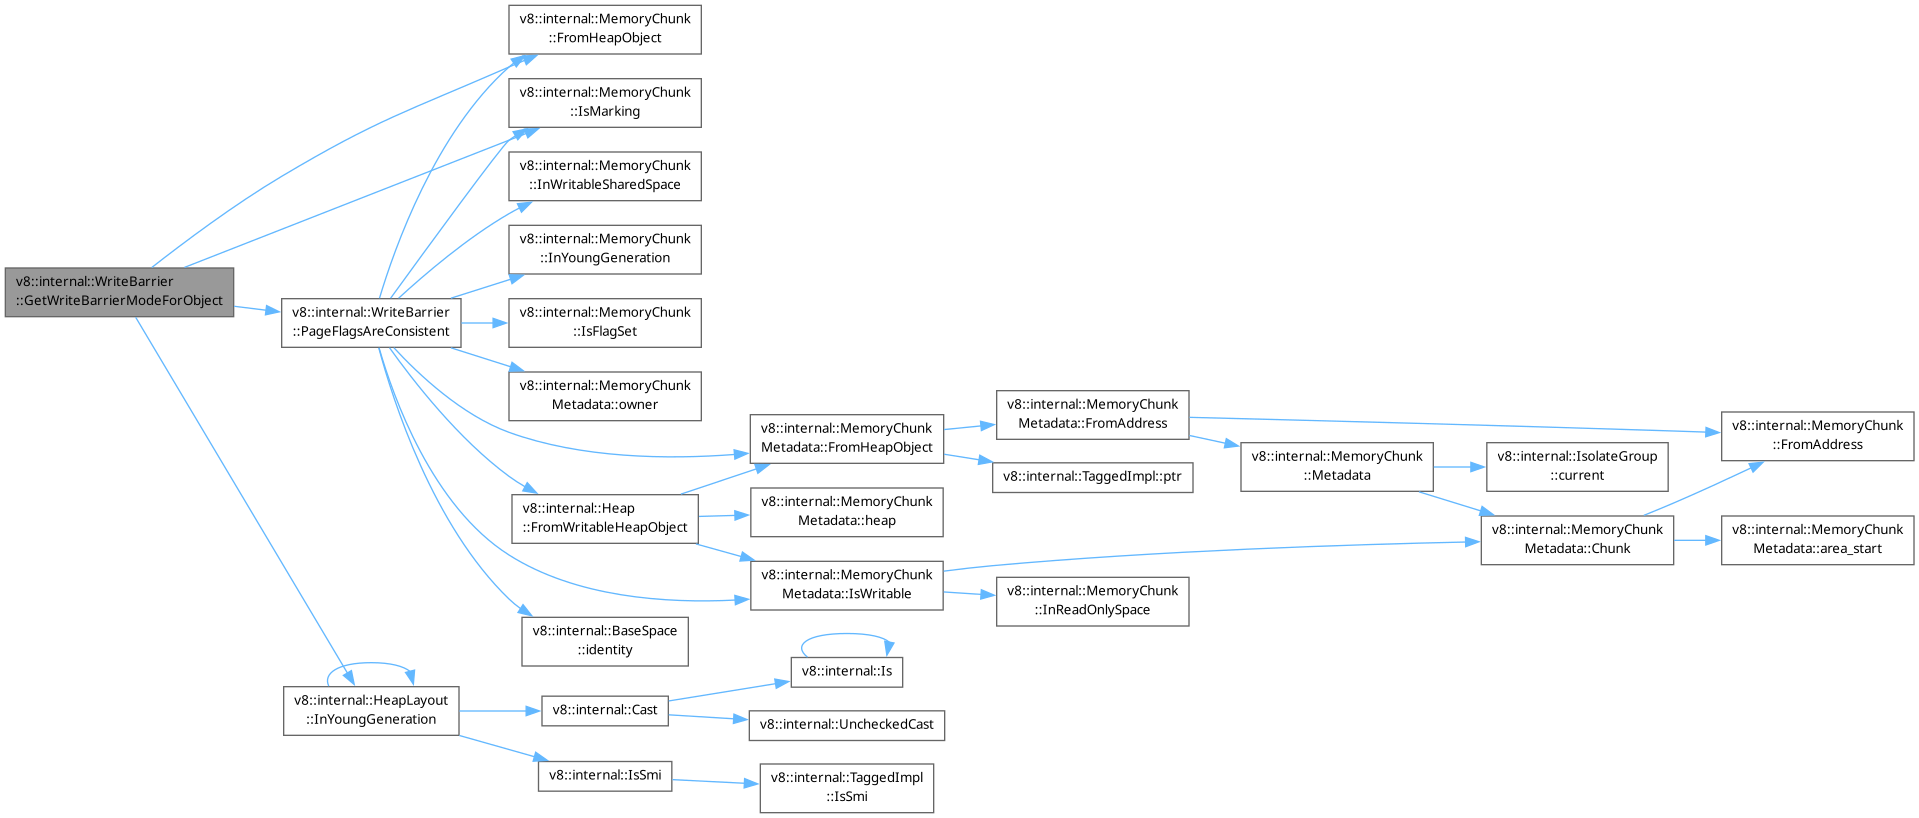 v8::internal::WriteBarrier
::GetWriteBarrierModeForObject
v8::internal::MemoryChunk
::FromHeapObject
v8::internal::MemoryChunk
::IsMarking
v8::internal::WriteBarrier
::PageFlagsAreConsistent
v8::internal::MemoryChunk
::InWritableSharedSpace
v8::internal::MemoryChunk
::InYoungGeneration
v8::internal::MemoryChunk
::IsFlagSet
v8::internal::MemoryChunk
Metadata::owner
v8::internal::MemoryChunk
Metadata::FromHeapObject
v8::internal::MemoryChunk
Metadata::FromAddress
v8::internal::MemoryChunk
::FromAddress
v8::internal::MemoryChunk
::Metadata
v8::internal::IsolateGroup
::current
v8::internal::MemoryChunk
Metadata::Chunk
v8::internal::MemoryChunk
Metadata::area_start
v8::internal::TaggedImpl::ptr
v8::internal::Heap
::FromWritableHeapObject
v8::internal::MemoryChunk
Metadata::heap
v8::internal::MemoryChunk
Metadata::IsWritable
v8::internal::MemoryChunk
::InReadOnlySpace
v8::internal::BaseSpace
::identity
v8::internal::HeapLayout
::InYoungGeneration
v8::internal::Cast
v8::internal::Is
v8::internal::UncheckedCast
v8::internal::IsSmi
v8::internal::TaggedImpl
::IsSmi